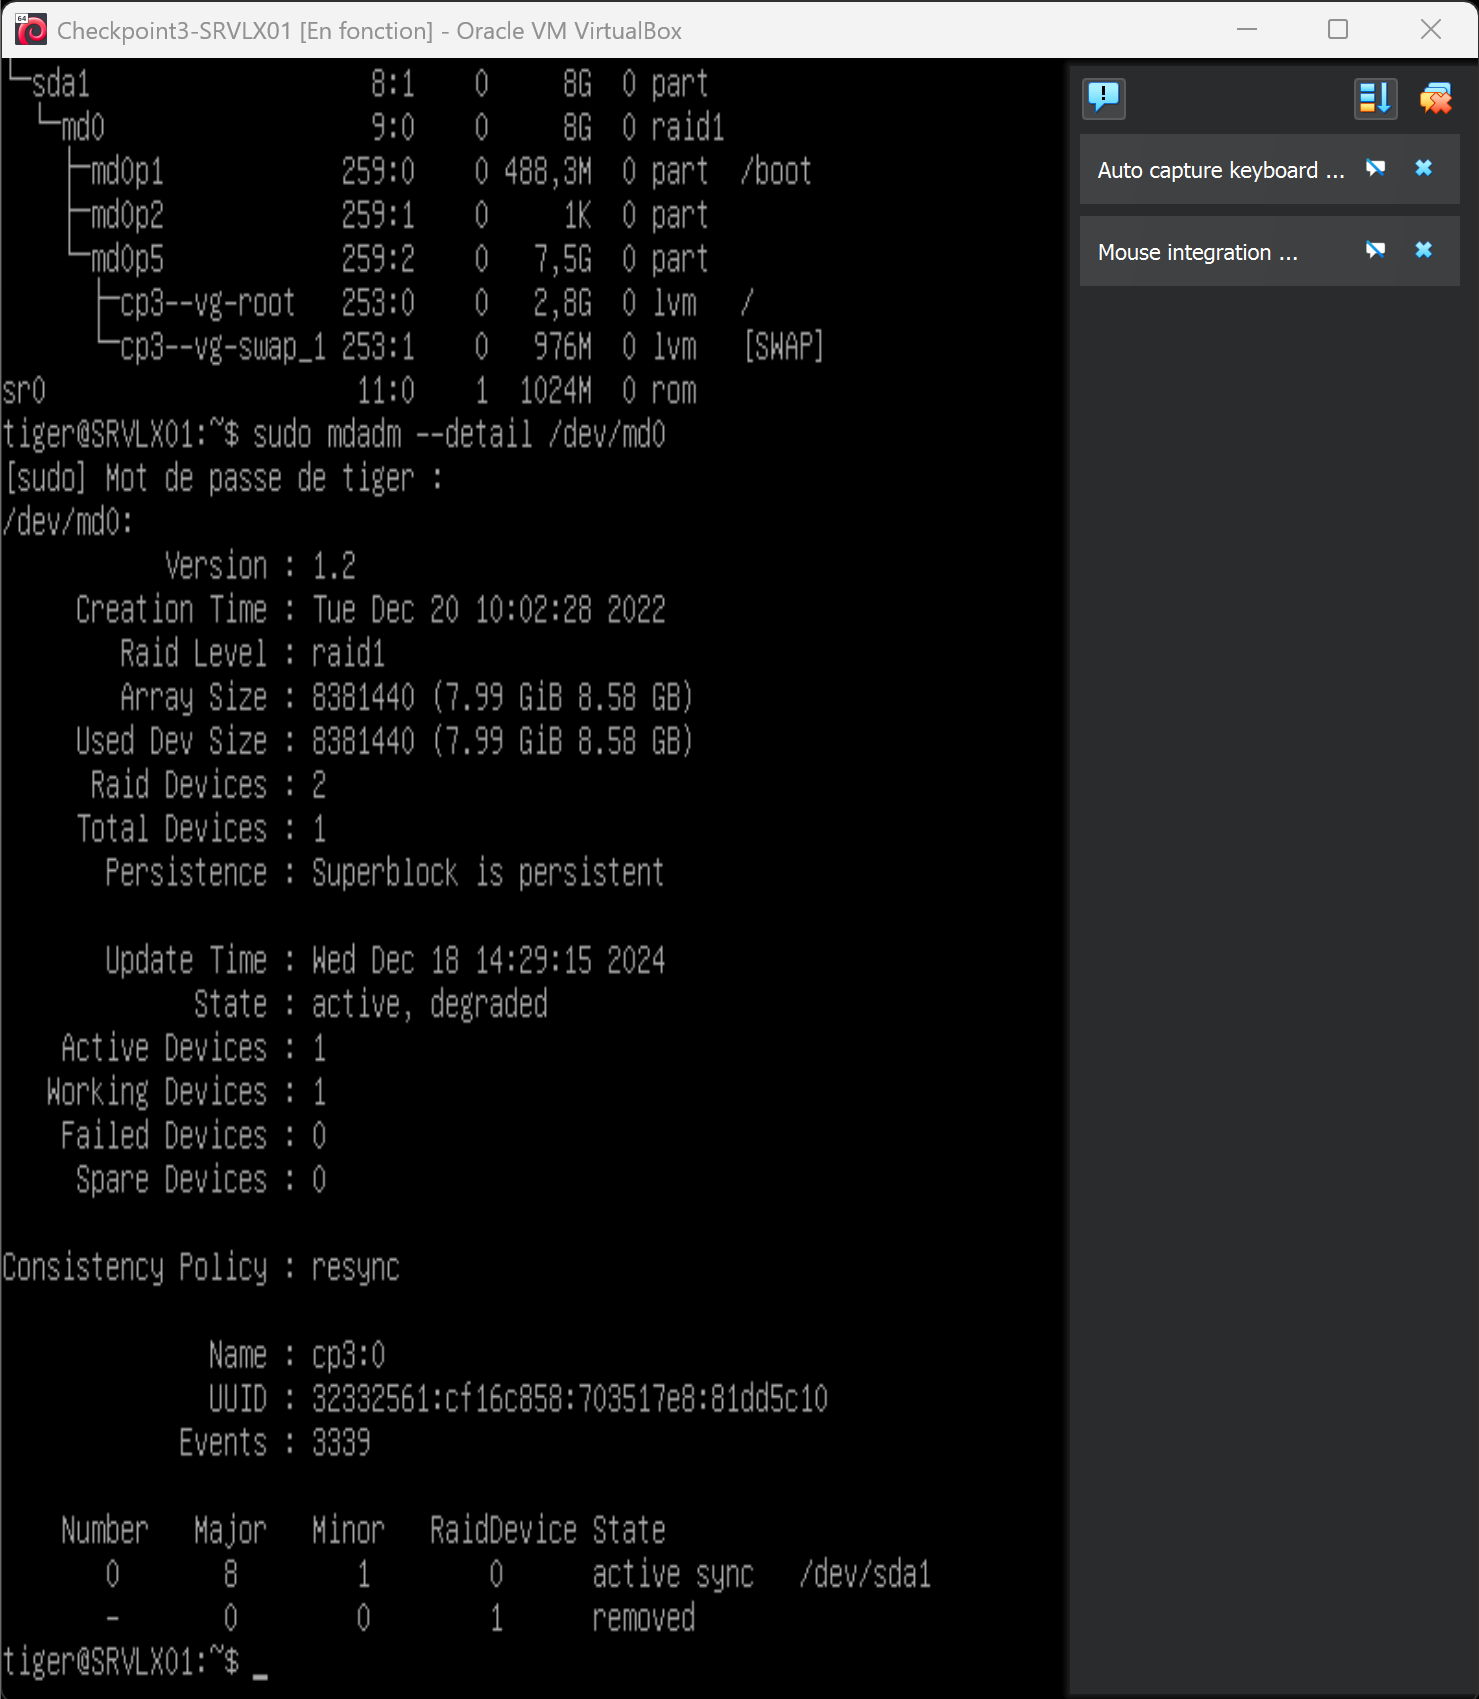 64
Checkpoint3-SRVLX01 [En fonction] - Oracle VM VirtualBox
└─sda1 8:1 0 8G 0 part
└─md0 9:0 0 8G 0 raid1
├─md0p1 259:0 0 488,3M 0 part /boot
├─md0p2 259:1 0 1K 0 part
└─md0p5 259:2 0 7,5G 0 part
├─cp3--vg-root 253:0 0 2,8G 0 lvm /
└─cp3--vg-swap_1 253:1 0 976M 0 lvm [SWAP]
sr0 11:0 1 1024M 0 rom
tiger@SRVLX01:~$ sudo mdadm --detail /dev/md0
[sudo] Mot de passe de tiger :
/dev/md0:
Version : 1.2
Creation Time : Tue Dec 20 10:02:28 2022
Raid Level : raid1
Array Size : 8381440 (7.99 GiB 8.58 GB)
Used Dev Size : 8381440 (7.99 GiB 8.58 GB)
Raid Devices : 2
Total Devices : 1
Persistence : Superblock is persistent
Update Time : Wed Dec 18 14:29:15 2024
State : active, degraded
Active Devices : 1
Working Devices : 1
Failed Devices : 0
Spare Devices : 0
Consistency Policy : resync
Name : cp3:0
UUID : 32332561:cf16c858:703517e8:81dd5c10
Events : 3339
Number Major Minor RaidDevice State
0 8 1 0 active sync /dev/sda1
- 0 0 1 removed
tiger@SRVLX01:~$ _
Auto capture keyboard ...
Mouse integration ...